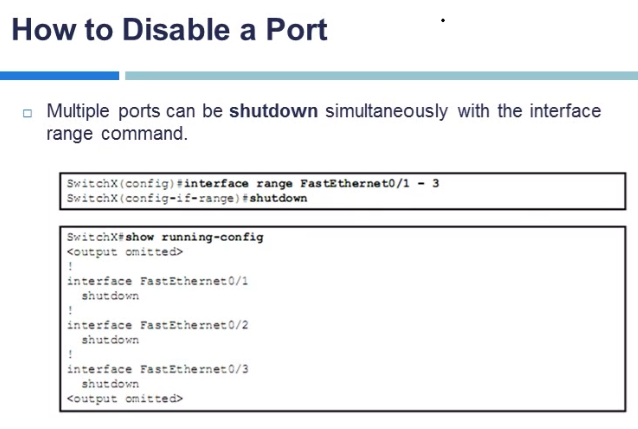 How to Disable a Port
Multiple ports can be shutdown simultaneously with the interface
range command.
SwitchX(config)#interface range FastEthernet0/1 - 3
SwitchX(config-if-range)#shutdown
SwitchX#show running-config
<output omitted>
!
interface FastEthernet0/1
shutdown
!
interface FastEthernet0/2
shutdown
!
interface FastEthernet0/3
shutdown
<output omitted>